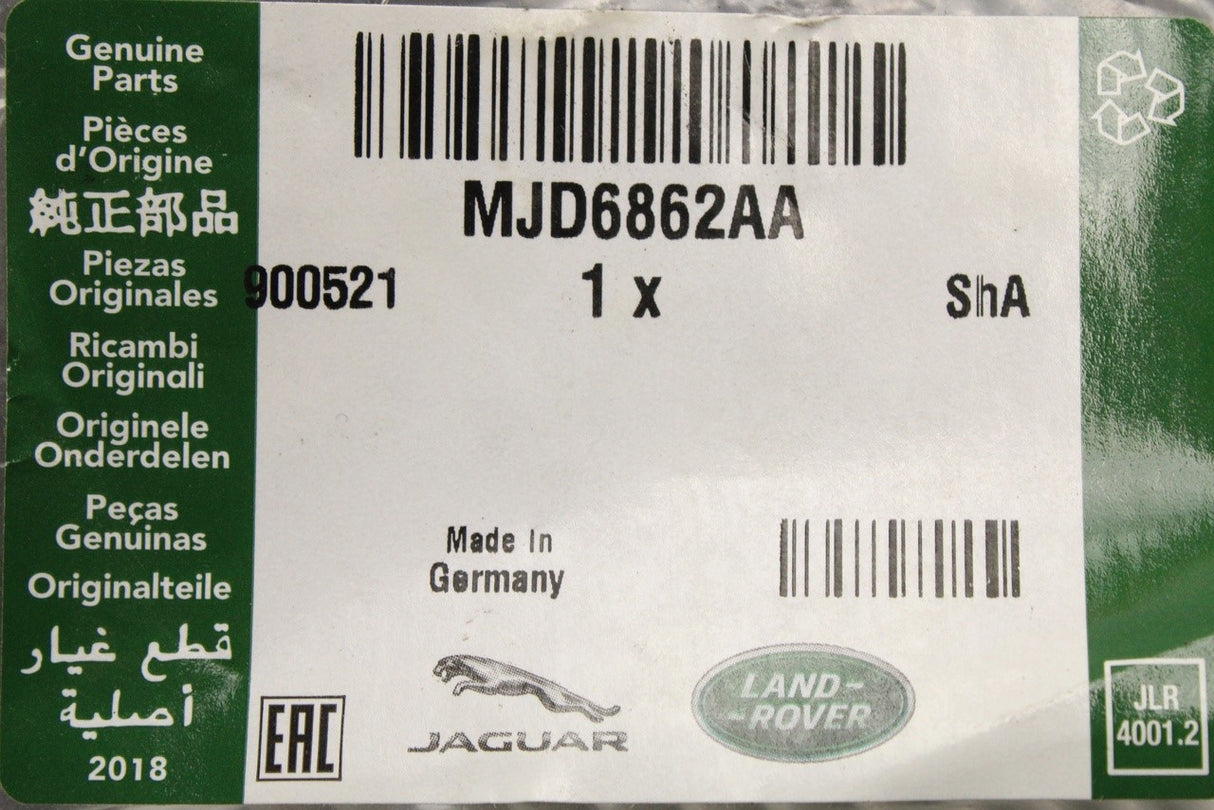 Genuine
Parts
Pièces
d'Origine
純正部品
Piezas
Originales
Ricambi
Originali
Originele
Onderdelen
Peças
Genuinas
Originalteile
قطع غيار
أصلية
2018
MJD6862AA
900521 1 x ShA
Made In
Germany
EAC
JAGUAR
LAND-
-ROVER
JLR
4001.2